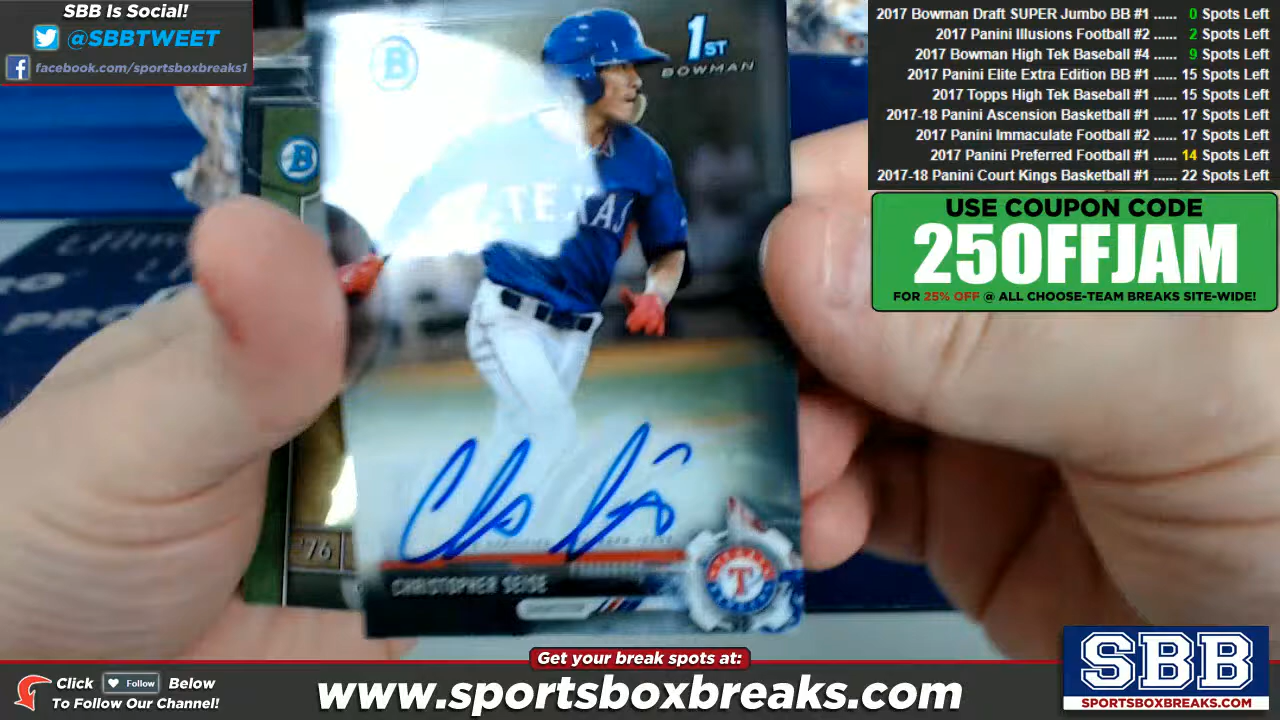 SBB Is Social!
@SBBTWEET
facebook.com/sportsboxbreaks1
2017 Bowman Draft SUPER Jumbo BB #1 ...... 0 Spots Left
2017 Panini Illusions Football #2 ...... 2 Spots Left
2017 Bowman High Tek Baseball #4 ...... 9 Spots Left
2017 Panini Elite Extra Edition BB #1 ...... 15 Spots Left
2017 Topps High Tek Baseball #1 ...... 15 Spots Left
2017-18 Panini Ascension Basketball #1 ...... 17 Spots Left
2017 Panini Immaculate Football #2 ...... 17 Spots Left
2017 Panini Preferred Football #1 ...... 14 Spots Left
2017-18 Panini Court Kings Basketball #1 ...... 22 Spots Left
USE COUPON CODE
25OFFJAM
FOR 25% OFF @ ALL CHOOSE-TEAM BREAKS SITE-WIDE!
B
1ST
BOWMAN
B
TEXAS
'76
CHRISTOPHER SEISE
T
Get your break spots at:
www.sportsboxbreaks.com
Click Follow Below
To Follow Our Channel!
SBB
SPORTSBOXBREAKS.COM